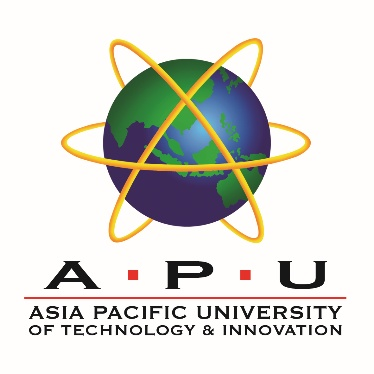 A·P·U
ASIA PACIFIC UNIVERSITY
OF TECHNOLOGY & INNOVATION